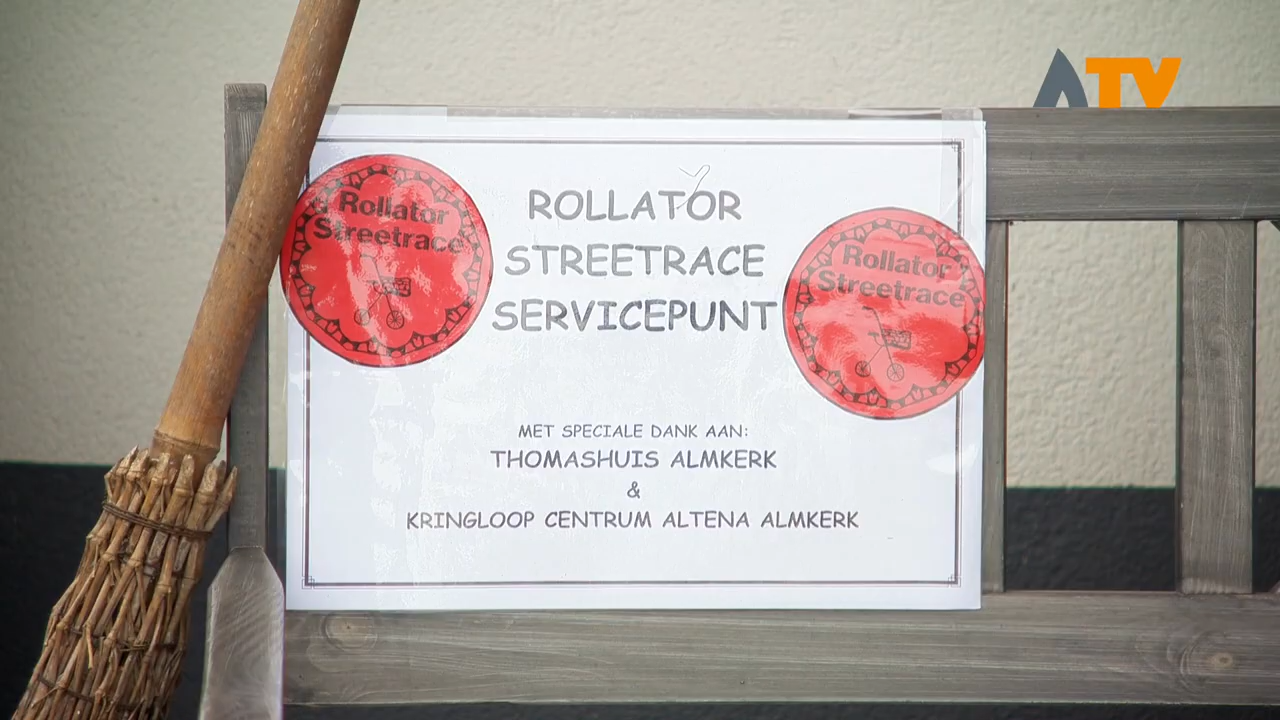 ATV
ROLLATOR
STREETRACE
SERVICEPUNT
Rollator
Streetrace
Rollator
Streetrace
MET SPECIALE DANK AAN:
THOMASHUIS ALMKERK
&
KRINGLOOP CENTRUM ALTENA ALMKERK